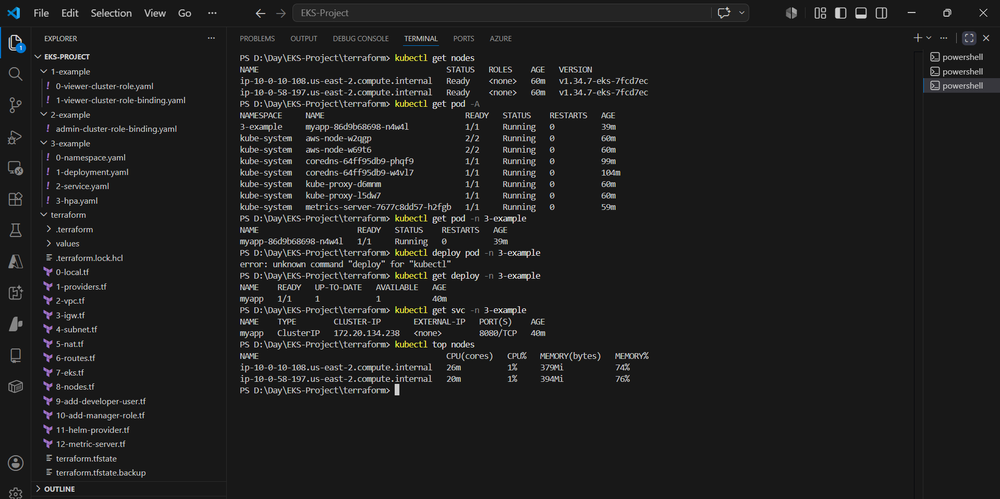 File Edit Selection View Go ··· EKS-Project
EXPLORER ···
EKS-PROJECT
1-example
! 0-viewer-cluster-role.yaml
! 1-viewer-cluster-role-binding.yaml
2-example
! admin-cluster-role-binding.yaml
3-example
! 0-namespace.yaml
! 1-deployment.yaml
! 2-service.yaml
! 3-hpa.yaml
terraform
.terraform
values
.terraform.lock.hcl
0-local.tf
1-providers.tf
2-vpc.tf
3-igw.tf
4-subnet.tf
5-nat.tf
6-routes.tf
7-eks.tf
8-nodes.tf
9-add-developer-user.tf
10-add-manager-role.tf
11-helm-provider.tf
12-metric-server.tf
terraform.tfstate
terraform.tfstate.backup
OUTLINE
1
PROBLEMS OUTPUT DEBUG CONSOLE TERMINAL PORTS AZURE
PS D:\Day\EKS-Project\terraform> kubectl get nodes
NAME STATUS ROLES AGE VERSION
ip-10-0-10-108.us-east-2.compute.internal Ready <none> 60m v1.34.7-eks-7fcd7ec
ip-10-0-58-197.us-east-2.compute.internal Ready <none> 60m v1.34.7-eks-7fcd7ec
PS D:\Day\EKS-Project\terraform> kubectl get pod -A
NAMESPACE NAME READY STATUS RESTARTS AGE
3-example myapp-86d9b68698-n4w4l 1/1 Running 0 39m
kube-system aws-node-w2qgp 2/2 Running 0 60m
kube-system aws-node-w69t6 2/2 Running 0 60m
kube-system coredns-64ff95db9-phqf9 1/1 Running 0 99m
kube-system coredns-64ff95db9-w4vl7 1/1 Running 0 104m
kube-system kube-proxy-d6mnm 1/1 Running 0 60m
kube-system kube-proxy-l5dw7 1/1 Running 0 60m
kube-system metrics-server-7677c8dd57-h2fgb 1/1 Running 0 59m
PS D:\Day\EKS-Project\terraform> kubectl get pod -n 3-example
NAME READY STATUS RESTARTS AGE
myapp-86d9b68698-n4w4l 1/1 Running 0 39m
PS D:\Day\EKS-Project\terraform> kubectl deploy pod -n 3-example
error: unknown command "deploy" for "kubectl"
PS D:\Day\EKS-Project\terraform> kubectl get deploy -n 3-example
NAME READY UP-TO-DATE AVAILABLE AGE
myapp 1/1 1 1 40m
PS D:\Day\EKS-Project\terraform> kubectl get svc -n 3-example
NAME TYPE CLUSTER-IP EXTERNAL-IP PORT(S) AGE
myapp ClusterIP 172.20.134.238 <none> 8080/TCP 40m
PS D:\Day\EKS-Project\terraform> kubectl top nodes
NAME CPU(cores) CPU% MEMORY(bytes) MEMORY%
ip-10-0-10-108.us-east-2.compute.internal 26m 1% 379Mi 74%
ip-10-0-58-197.us-east-2.compute.internal 20m 1% 394Mi 76%
PS D:\Day\EKS-Project\terraform>
powershell
powershell
powershell